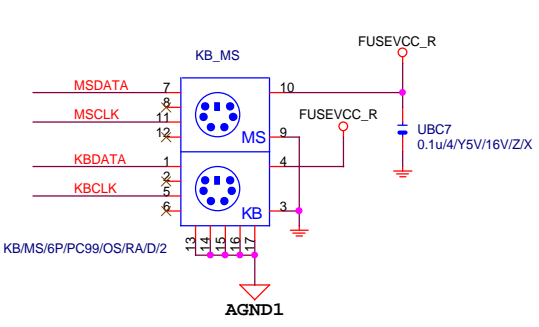 FUSEVCC_R
KB_MS
MSDATA 7 10
8
FUSEVCC_R
MSCLK 11
UBC7
12 MS 9
0.1u/4/Y5V/16V/Z/X
KBDATA 1 4
2
KBCLK 5
6 KB 3
13 14 15 16 17
KB/MS/6P/PC99/OS/RA/D/2
AGND1